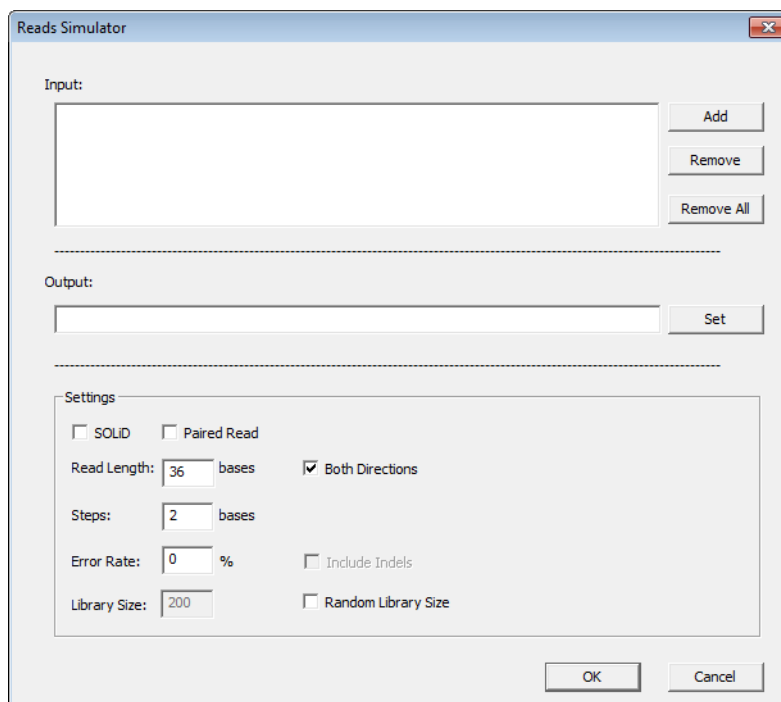 Reads Simulator
Input:
Add
Remove
Remove All
Output:
Set
Settings
SOLiD Paired Read
Read Length: 36 bases Both Directions
Steps: 2 bases
Error Rate: 0 % Include Indels
Library Size: 200 Random Library Size
OK Cancel